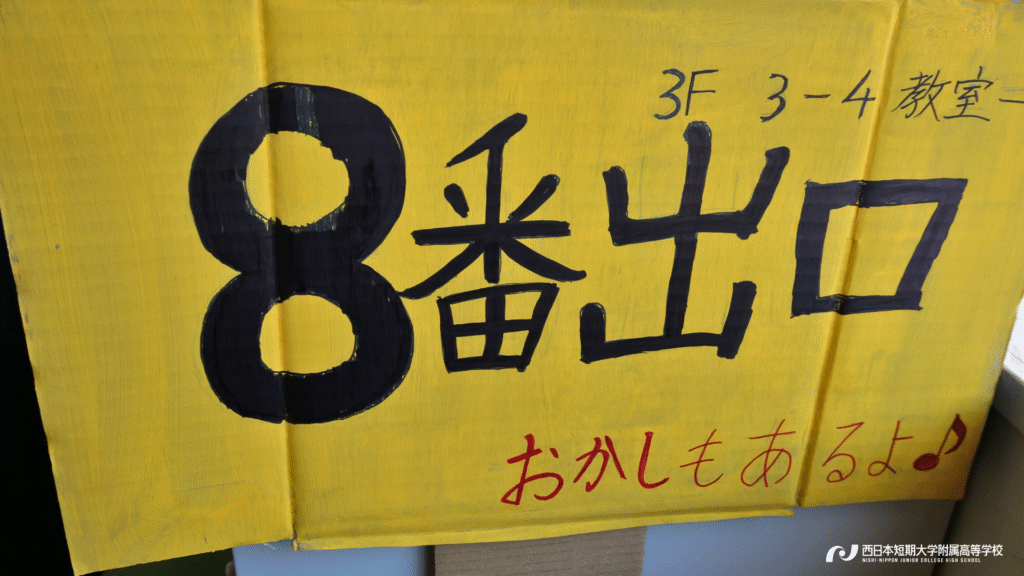 3F 3-4 教室-
8番出口
おかしもあるよ♪
西日本短期大学附属高等学校
NISHI-NIPPON JUNIOR COLLEGE HIGH SCHOOL